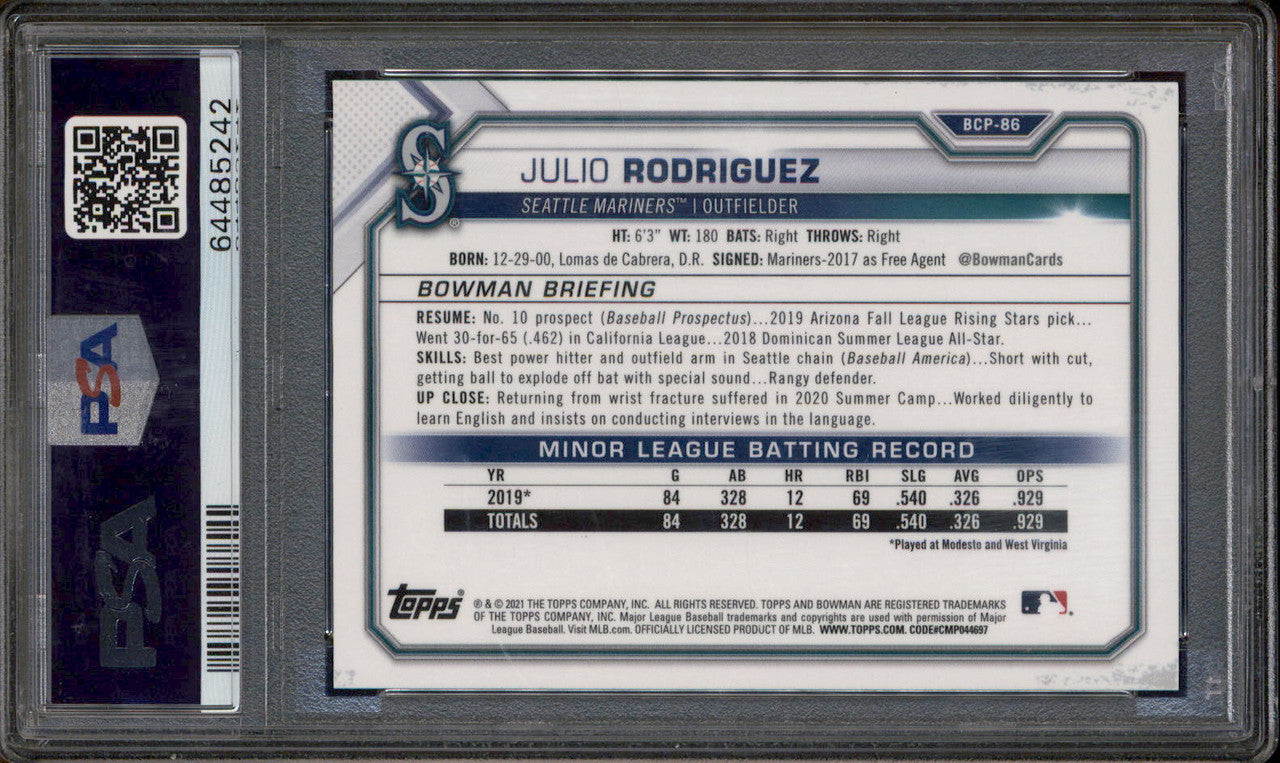 64485242
PSA
PSA
BCP-86
S
®
JULIO RODRIGUEZ
SEATTLE MARINERS™ | OUTFIELDER
HT: 6'3" WT: 180 BATS: Right THROWS: Right
BORN: 12-29-00, Lomas de Cabrera, D.R. SIGNED: Mariners-2017 as Free Agent @BowmanCards
BOWMAN BRIEFING
RESUME: No. 10 prospect (Baseball Prospectus)...2019 Arizona Fall League Rising Stars pick...
Went 30-for-65 (.462) in California League...2018 Dominican Summer League All-Star.
SKILLS: Best power hitter and outfield arm in Seattle chain (Baseball America)...Short with cut,
getting ball to explode off bat with special sound...Rangy defender.
UP CLOSE: Returning from wrist fracture suffered in 2020 Summer Camp...Worked diligently to
learn English and insists on conducting interviews in the language.
MINOR LEAGUE BATTING RECORD
YR G AB HR RBI SLG AVG OPS
2019* 84 328 12 69 .540 .326 .929
TOTALS 84 328 12 69 .540 .326 .929
*Played at Modesto and West Virginia
Topps®
® & © 2021 THE TOPPS COMPANY, INC. ALL RIGHTS RESERVED. TOPPS AND BOWMAN ARE REGISTERED TRADEMARKS
OF THE TOPPS COMPANY, INC. Major League Baseball trademarks and copyrights are used with permission of Major
League Baseball. Visit MLB.com. OFFICIALLY LICENSED PRODUCT OF MLB. WWW.TOPPS.COM. CODE#CMP044697